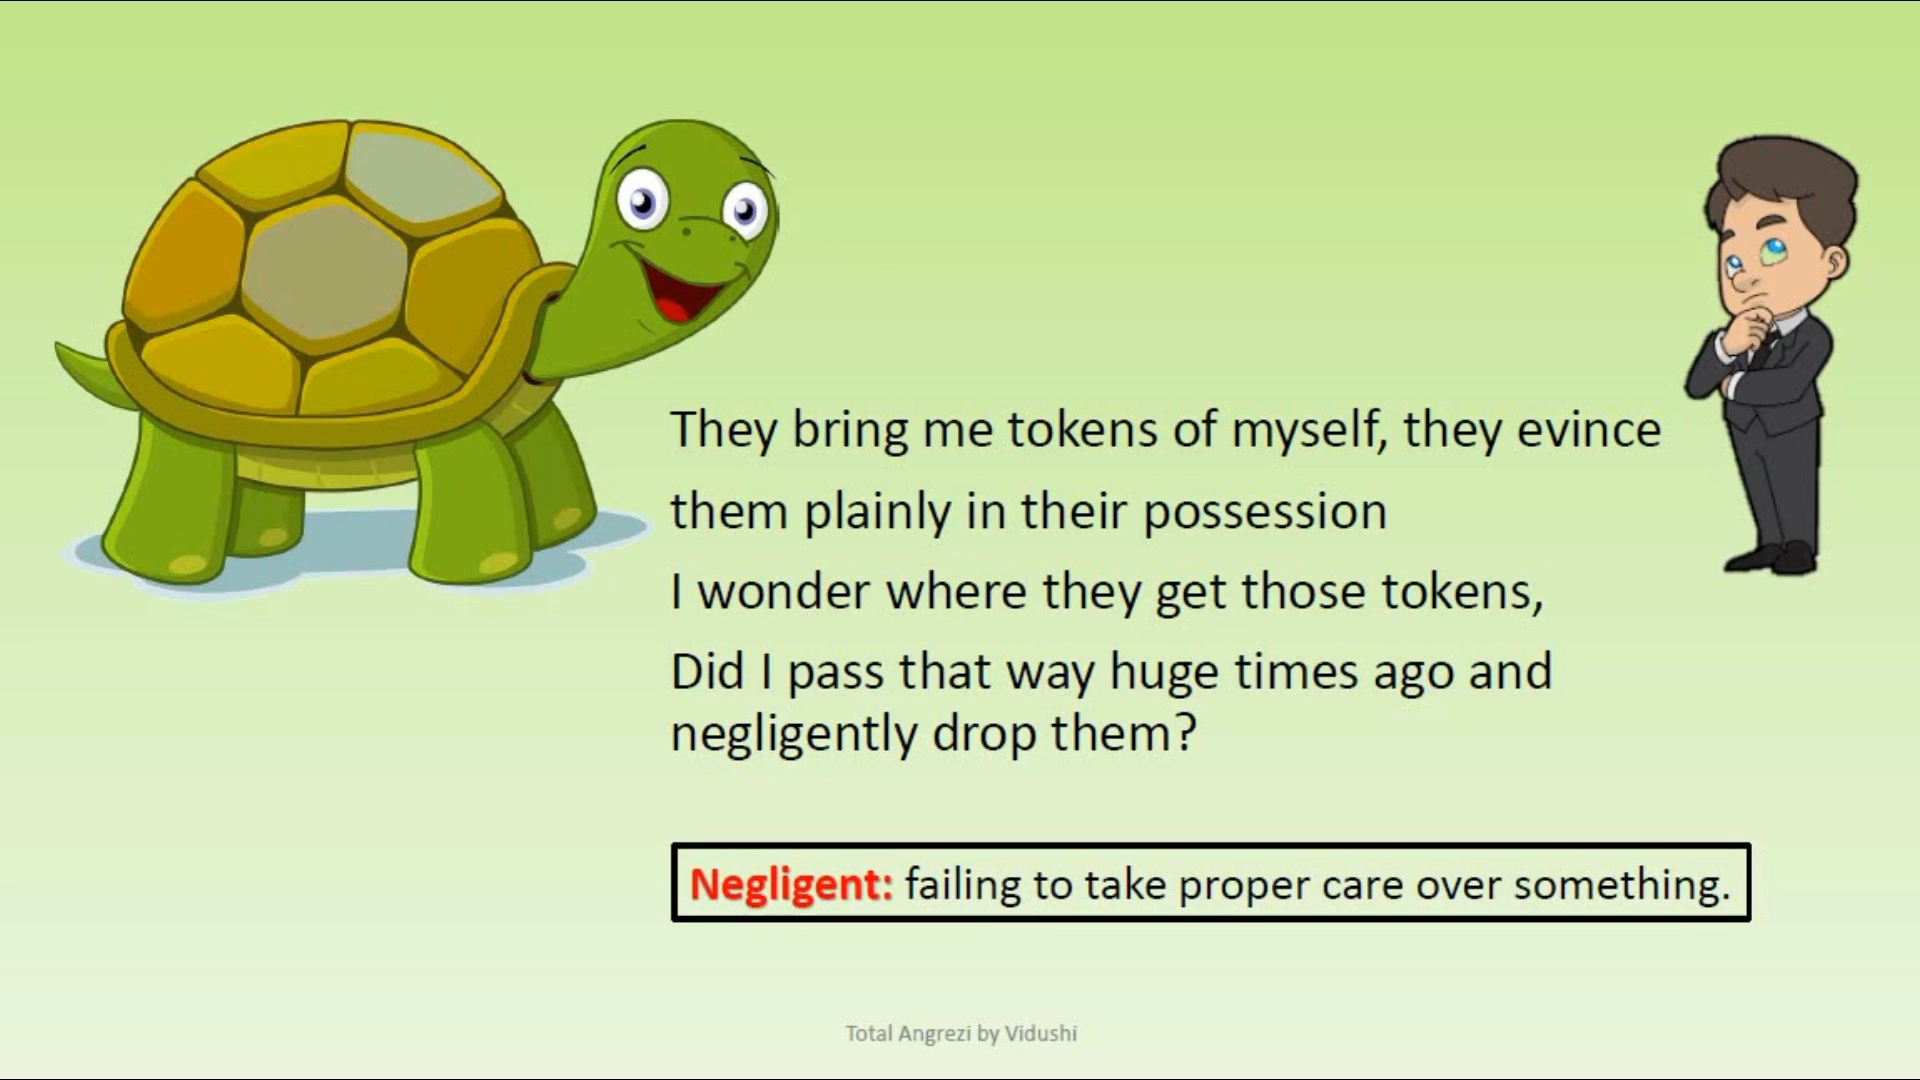 They bring me tokens of myself, they evince
them plainly in their possession
I wonder where they get those tokens,
Did I pass that way huge times ago and
negligently drop them?
Negligent: failing to take proper care over something.
Total Angrezi by Vidushi